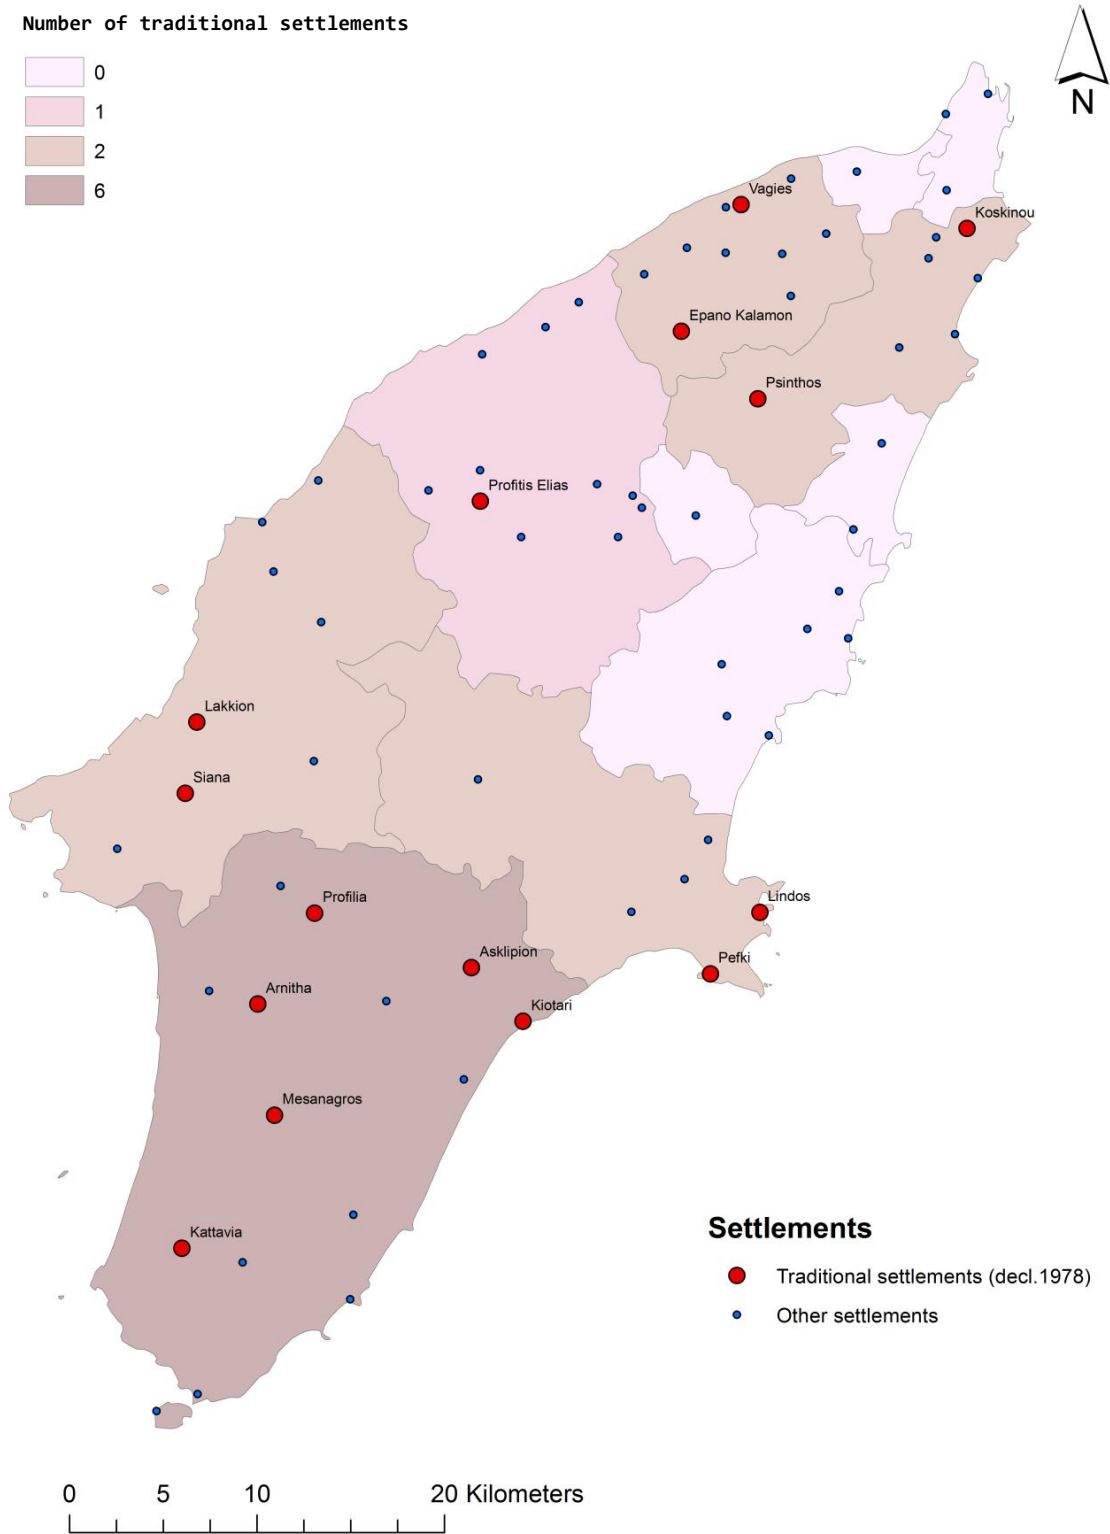 Number of traditional settlements
0
1
2
6
N
Vagies
Koskinou
Epano Kalamon
Psinthos
Profitis Elias
Lakkion
Siana
Profilia
Lindos
Asklipion
Pefki
Arnitha
Kiotari
Mesanagros
Kattavia
Settlements
Traditional settlements (decl.1978)
Other settlements
0 5 10 20 Kilometers